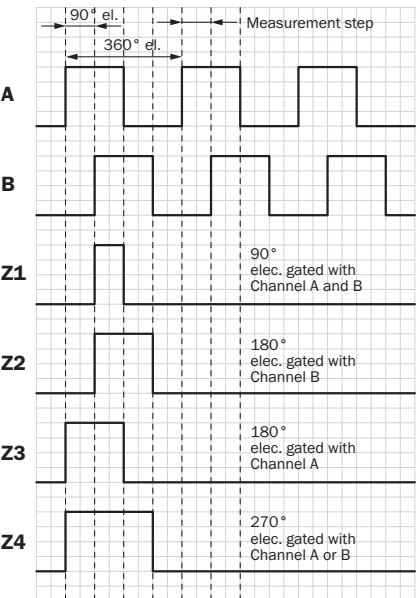 90° el.
Measurement step
360° el.
A
B
Z1
90°
elec. gated with
Channel A and B
Z2
180°
elec. gated with
Channel B
Z3
180°
elec. gated with
Channel A
Z4
270°
elec. gated with
Channel A or B